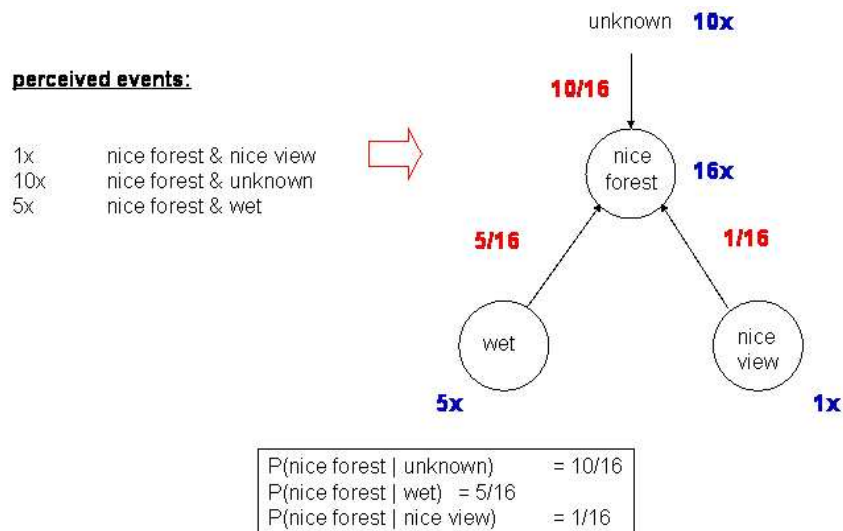 unknown 10x
perceived events:
10/16
1x nice forest & nice view
10x nice forest & unknown
5x nice forest & wet
nice
forest
16x
5/16
1/16
wet
nice
view
5x
1x
P(nice forest | unknown) = 10/16
P(nice forest | wet) = 5/16
P(nice forest | nice view) = 1/16